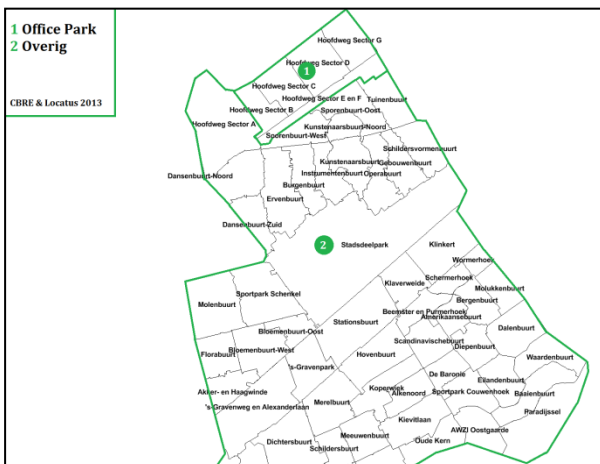 1 Office Park
2 Overig
CBRE & Locatus 2013
Hoofdweg Sector G
Hoofdweg Sector D
1
Hoofdweg Sector C
Hoofdweg Sector E en F
Tuinenbuurt
Hoofdweg Sector B
Sporenbuurt-Oost
Hoofdweg Sector A
Kunstenaarsbuurt-Noord
Sporenbuurt-West
Schildersvormenbuurt
Kunstenaarsbuurt
Gebouwenbuurt
Dansenbuurt-Noord
Instrumentenbuurt
Operabuurt
Burgenbuurt
Ervenbuurt
Dansenbuurt-Zuid
2
Stadsdeelpark
Klinkert
Wormerhoek
Schermerhoek
Klaverweide
Molukkenbuurt
Sportpark Schenkel
Bergenbuurt
Molenbuurt
Beemster en Purmerhoek
Amerikaansebuurt
Stationsbuurt
Bloemenbuurt-Oost
Dalenbuurt
Scandinavischebuurt
Diepenbuurt
Bloemenbuurt-West
Florabuurt
Hovenbuurt
Waardenbuurt
's-Gravenpark
De Baronie
Eilandenbuurt
Koperwiek
Akker- en Haagwinde
Alkenoord
Sportpark Couwenhoek
Baaienbuurt
Merelbuurt
's-Gravenweg en Alexanderlaan
Paradijssel
Kievitlaan
AWZI Oostgaarde
Meeuwenbuurt
Dichtersbuurt
Oude Kern
Schildersbuurt